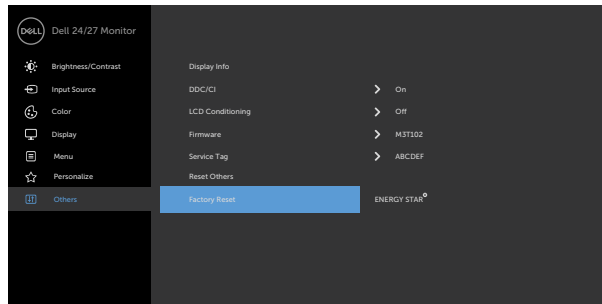 DELL Dell 24/27 Monitor
Brightness/Contrast Display Info
Input Source DDC/CI On
Color LCD Conditioning Off
Display Firmware M3T102
Menu Service Tag ABCDEF
Personalize Reset Others
Others Factory Reset ENERGY STAR®